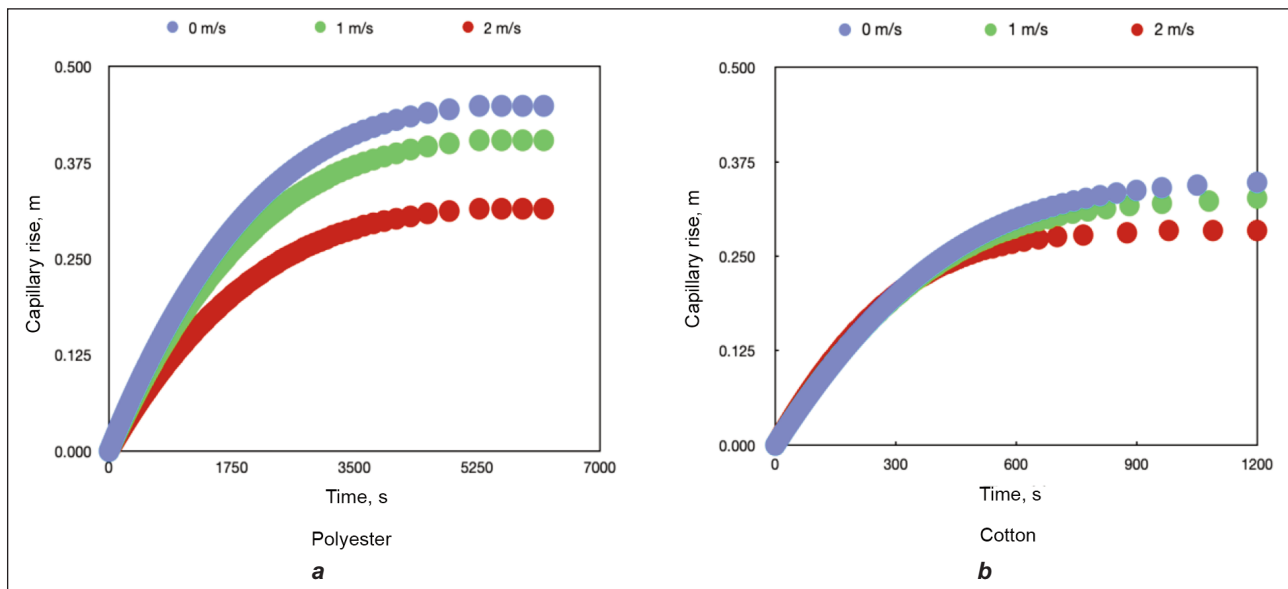 0 m/s 1 m/s 2 m/s
0.500
0.375
0.250
0.125
0.000
Capillary rise, m
0 1750 3500 5250 7000
Time, s
Polyester
a
0 m/s 1 m/s 2 m/s
0.500
0.375
0.250
0.125
0.000
Capillary rise, m
0 300 600 900 1200
Time, s
Cotton
b